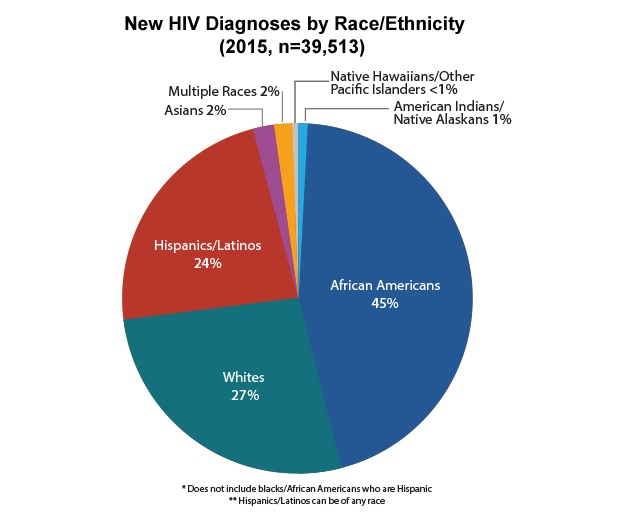 New HIV Diagnoses by Race/Ethnicity
(2015, n=39,513)
Native Hawaiians/Other
Pacific Islanders <1%
Multiple Races 2%
Asians 2%
American Indians/
Native Alaskans 1%
Hispanics/Latinos
24%
African Americans
45%
Whites
27%
* Does not include blacks/African Americans who are Hispanic
** Hispanics/Latinos can be of any race